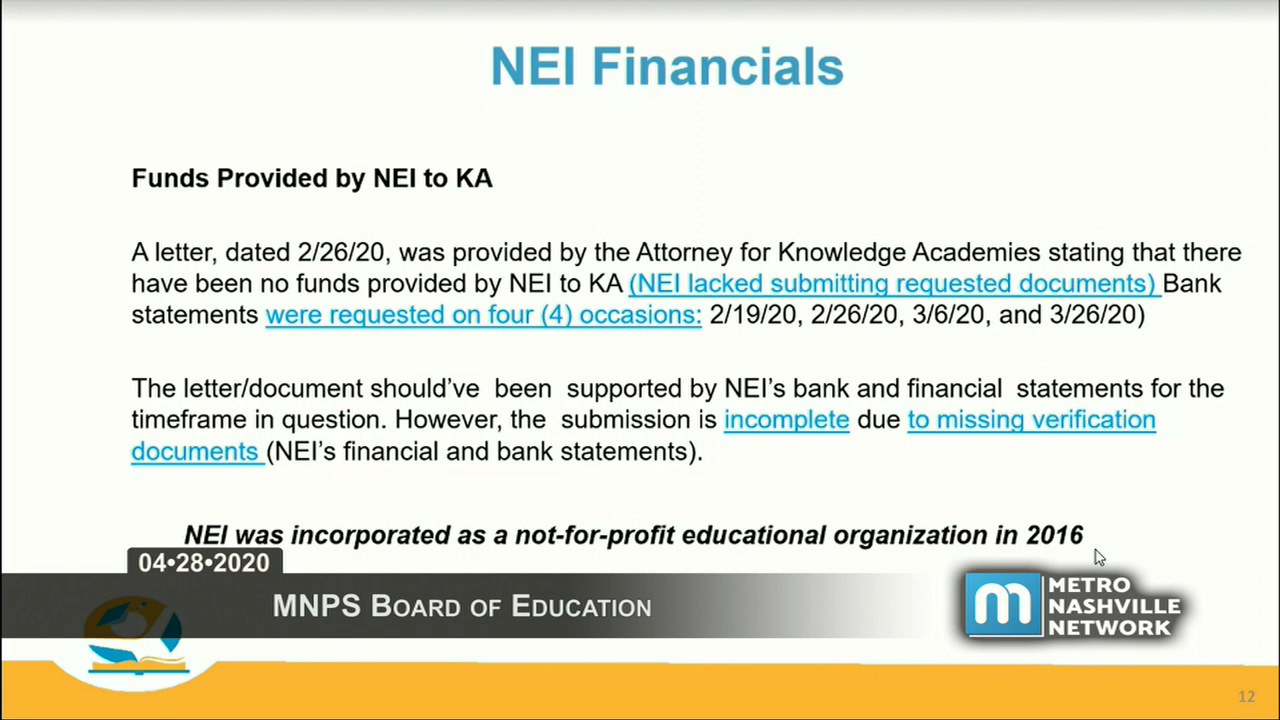 NEI Financials
Funds Provided by NEI to KA
A letter, dated 2/26/20, was provided by the Attorney for Knowledge Academies stating that there
have been no funds provided by NEI to KA (NEI lacked submitting requested documents) Bank
statements were requested on four (4) occasions: 2/19/20, 2/26/20, 3/6/20, and 3/26/20)
The letter/document should've been supported by NEI's bank and financial statements for the
timeframe in question. However, the submission is incomplete due to missing verification
documents (NEI's financial and bank statements).
NEI was incorporated as a not-for-profit educational organization in 2016
04•28•2020
MNPS BOARD OF EDUCATION
m METRO
NASHVILLE
NETWORK
12